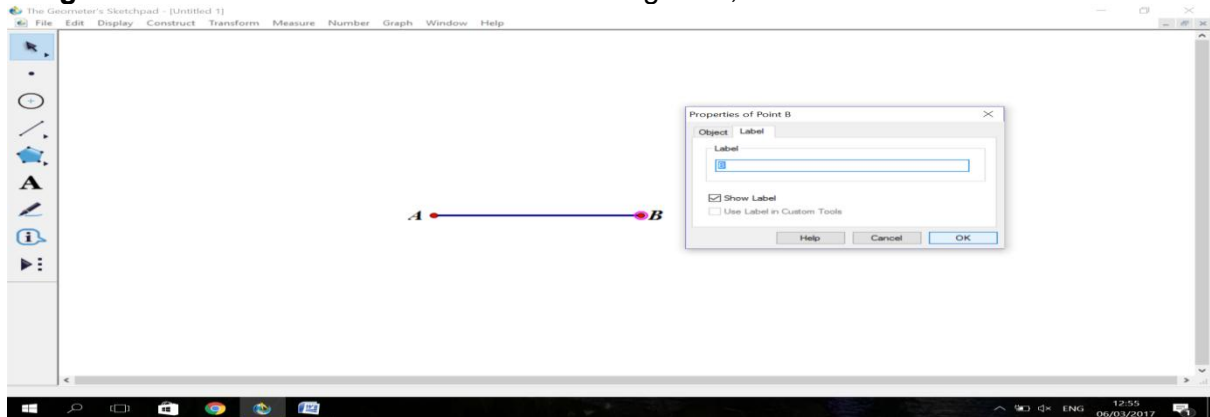 The Geometer's Sketchpad - [Untitled 1]
File Edit Display Construct Transform Measure Number Graph Window Help
Properties of Point B
Object Label
Label
B
Show Label
Use Label in Custom Tools
Help Cancel OK
A B
A
ENG 12:55
06/03/2017